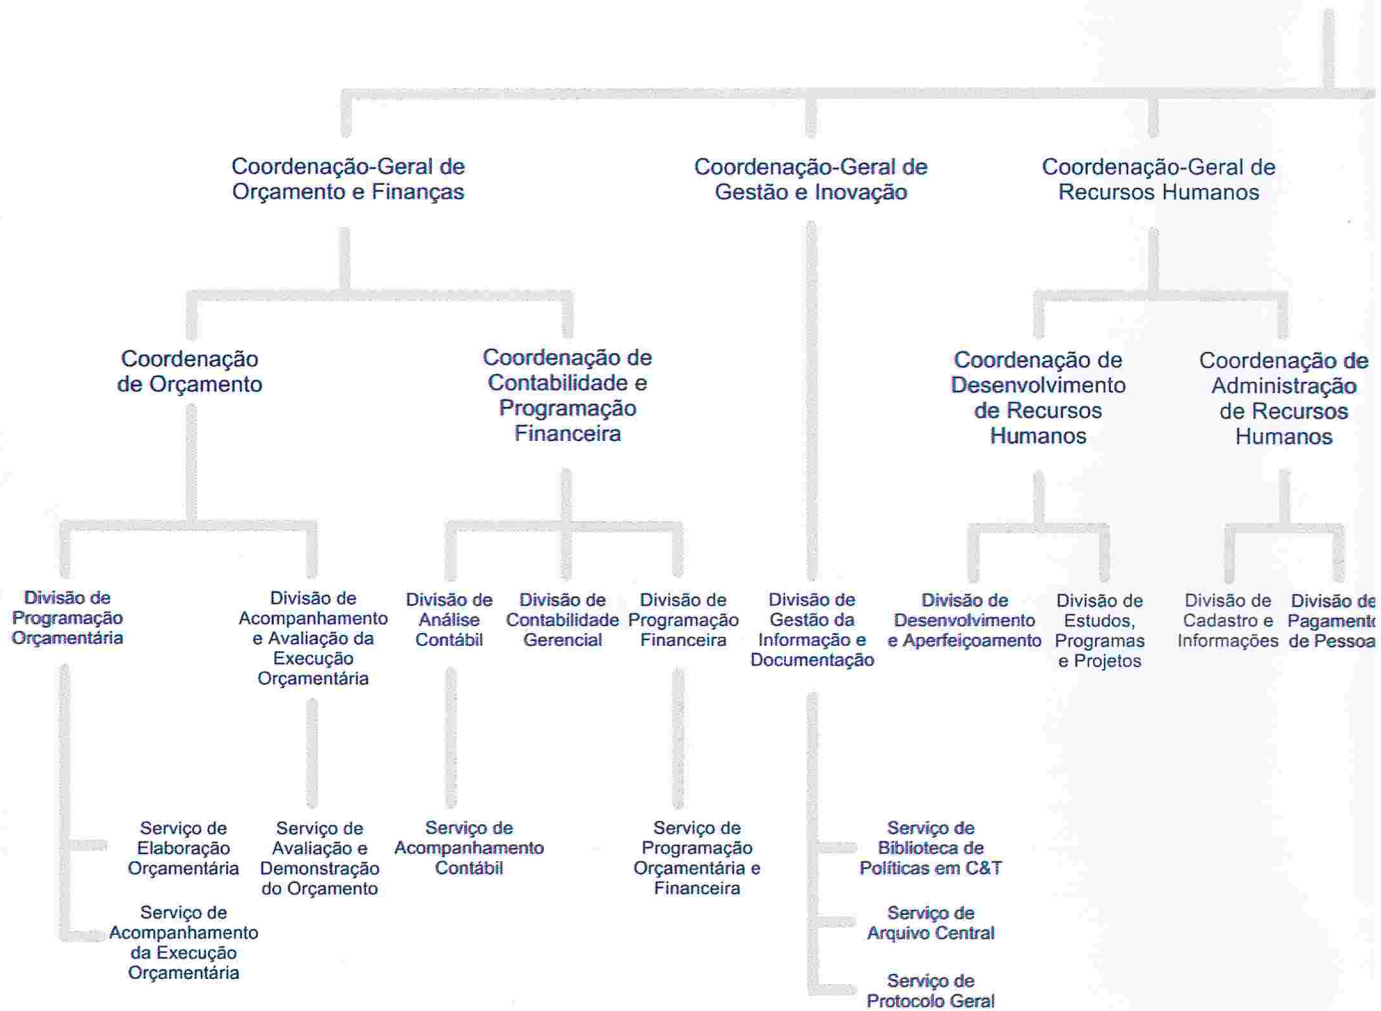 Coordenação-Geral de
Orçamento e Finanças
Coordenação-Geral de
Gestão e Inovação
Coordenação-Geral de
Recursos Humanos
Coordenação
de Orçamento
Coordenação de
Contabilidade e
Programação
Financeira
Coordenação de
Desenvolvimento
de Recursos
Humanos
Coordenação de
Administração
de Recursos
Humanos
Divisão de
Programação
Orçamentária
Divisão de
Acompanhamento
e Avaliação da
Execução
Orçamentária
Divisão de
Análise
Contábil
Divisão de
Contabilidade
Gerencial
Divisão de
Programação
Financeira
Divisão de
Gestão da
Informação e
Documentação
Divisão de
Desenvolvimento
e Aperfeiçoamento
Divisão de
Estudos,
Programas
e Projetos
Divisão de
Cadastro e
Informações
Divisão de
Pagament
de Pessoa
Serviço de
Elaboração
Orçamentária
Serviço de
Acompanhamento
da Execução
Orçamentária
Serviço de
Avaliação e
Demonstração
do Orçamento
Serviço de
Acompanhamento
Contábil
Serviço de
Programação
Orçamentária e
Financeira
Serviço de
Biblioteca de
Políticas em C&T
Serviço de
Arquivo Central
Serviço de
Protocolo Geral